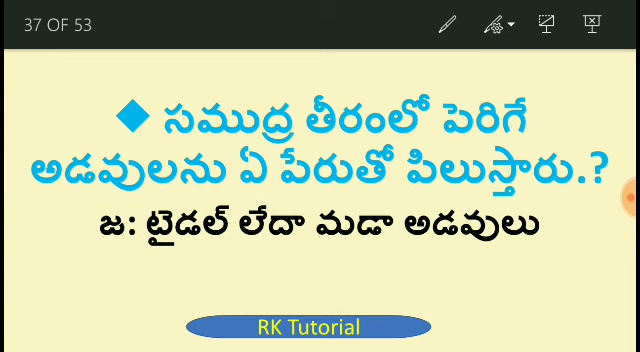 37 OF 53
◆ సముద్ర తీరంలో పెరిగే
అడవులను ఏ పేరుతో పిలుస్తారు.?
జ: టైడల్ లేదా మడా అడవులు
RK Tutorial